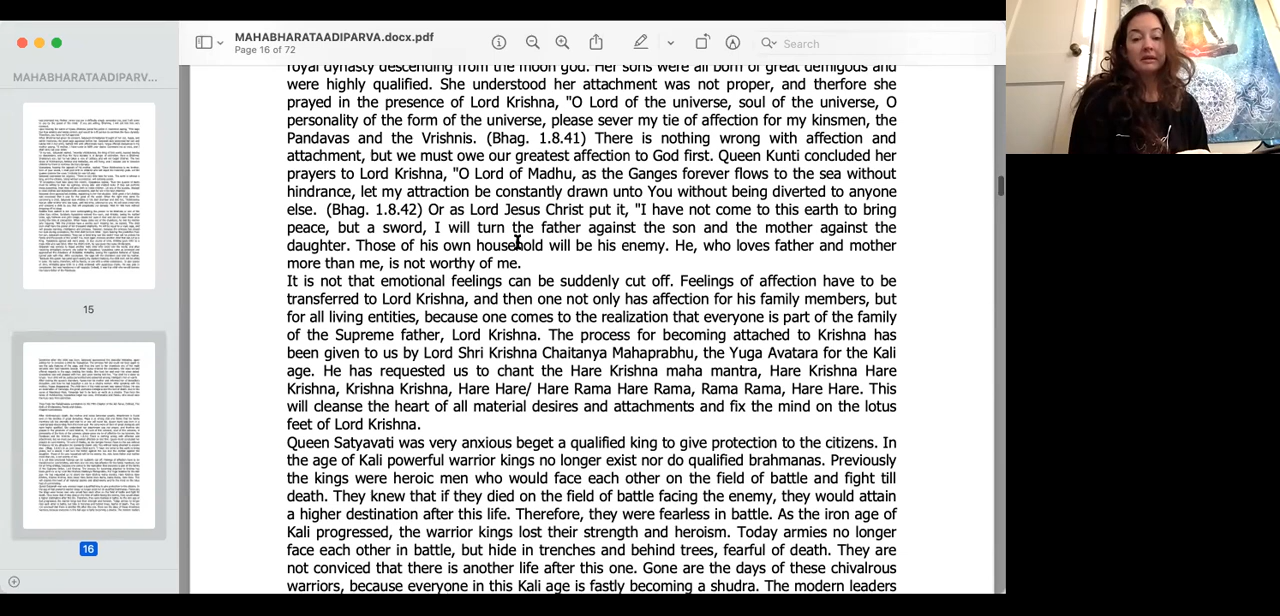 MAHABHARATAADIPARVA.docx.pdf
Page 16 of 72
Search
MAHABHARATAADIPARV...
15
16
royal dynasty descending from the moon god. Her sons were all born of great demigods and
were highly qualified. She understood her attachment was not proper, and therfore she
prayed in the presence of Lord Krishna, "O Lord of the universe, soul of the universe, O
personality of the form of the universe, please sever my tie of affection for my kinsmen, the
Pandavas and the Vrishnis. (Bhag. 1.8.41) There is nothing wrong with affection and
attachment, but we must owe our greatest affection to God first. Queen Kunti concluded her
prayers to Lord Krishna, "O Lord of Madhu, as the Ganges forever flows to the sea without
hindrance, let my attraction be constantly drawn unto You without being diverted to anyone
else. (Bhag. 1.8.42) Or as Lord Jesus Christ put it, "I have not come to this earth to bring
peace, but a sword, I will turn the father against the son and the mother against the
daughter. Those of his own household will be his enemy. He, who loves father and mother
more than me, is not worthy of me.
It is not that emotional feelings can be suddenly cut off. Feelings of affection have to be
transferred to Lord Krishna, and then one not only has affection for his family members, but
for all living entities, because one comes to the realization that everyone is part of the family
of the Supreme father, Lord Krishna. The process for becoming attached to Krishna has
been given to us by Lord Shri Krishna Chaitanya Mahaprabhu, the Yuga Avatara for the Kali
age. He has requested us to chant the Hare Krishna maha mantra, Hare Krishna Hare
Krishna, Krishna Krishna, Hare Hare / Hare Rama Hare Rama, Rama Rama, Hare Hare. This
will cleanse the heart of all material desires and attachments and fix the mind on the lotus
feet of Lord Krishna.
Queen Satyavati was very anxious beget a qualified king to give protection to the citizens. In
the age of Kali powerful warrior kings no longer exist nor do qualified brahmanas. Previously
the kings were heroic men who would face each other on the field of battle and fight till
death. They knew that if they died on the field of battle facing the enemy, they would attain
a higher destination after this life. Therefore, they were fearless in battle. As the iron age of
Kali progressed, the warrior kings lost their strength and heroism. Today armies no longer
face each other in battle, but hide in trenches and behind trees, fearful of death. They are
not conviced that there is another life after this one. Gone are the days of these chivalrous
warriors, because everyone in this Kali age is fastly becoming a shudra. The modern leaders